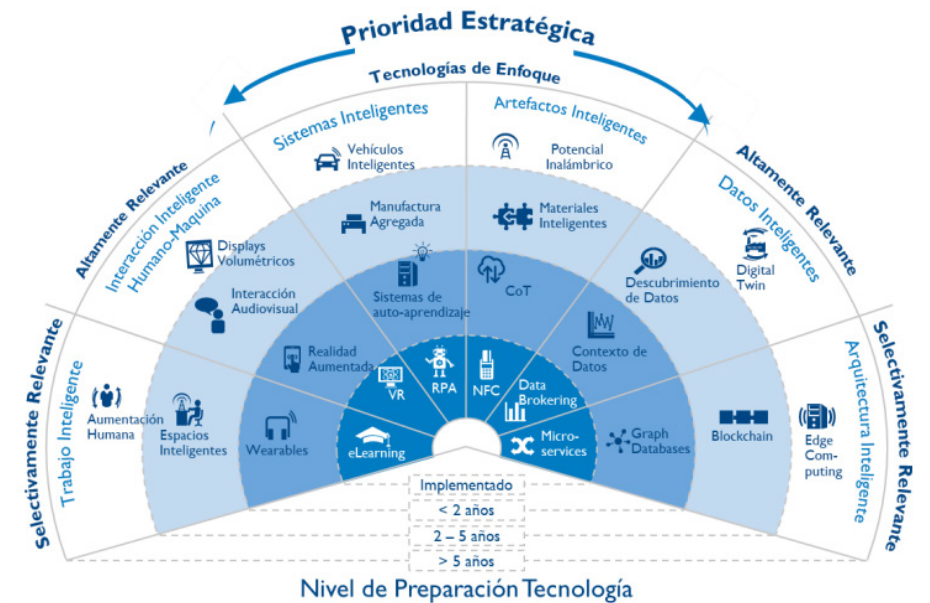 Prioridad Estratégica
Tecnologías de Enfoque
Sistemas Inteligentes
Artefactos Inteligentes
Vehículos
Inteligentes
Potencial
Inalámbrico
Altamente Relevante
Interacción Inteligente
Humano-Maquina
Altamente Relevante
Datos Inteligentes
Manufactura
Agregada
Materiales
Inteligentes
Displays
Volumétricos
Descubrimiento
de Datos
Digital
Twin
Interacción
Audiovisual
Sistemas de
auto-aprendizaje
CoT
Realidad
Aumentada
Contexto de
Datos
Selectivamente Relevante
Trabajo Inteligente
Selectivamente Relevante
Arquitectura Inteligente
VR
RPA
NFC
Data
Brokering
Aumentación
Humana
Espacios
Inteligentes
Wearables
eLearning
Micro-
services
Graph
Databases
Blockchain
Edge
Com-
puting
Implementado
< 2 años
2 – 5 años
> 5 años
Nivel de Preparación Tecnología